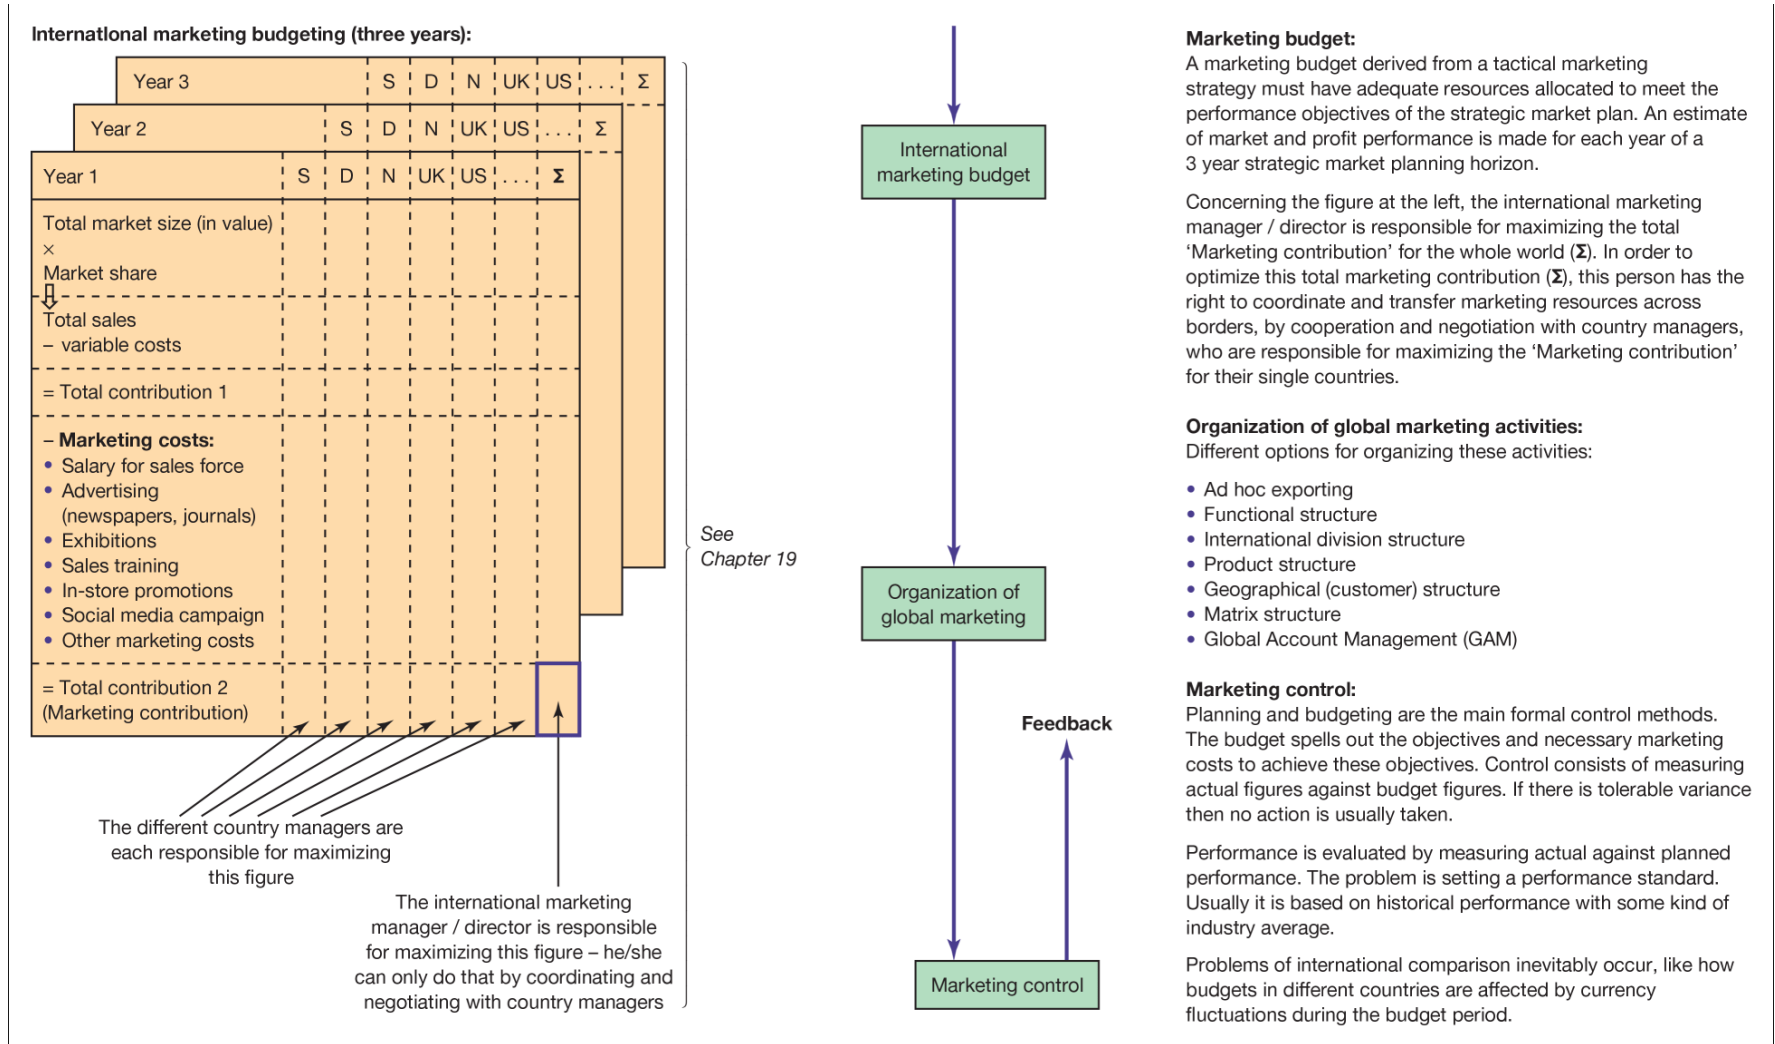 International marketing budgeting (three years):
Year 3 S D N UK US . . . Σ
Year 2 S D N UK US . . . Σ
Year 1 S D N UK US . . . Σ
Total market size (in value)
×
Market share
Total sales
– variable costs
= Total contribution 1
– Marketing costs:
• Salary for sales force
• Advertising
(newspapers, journals)
• Exhibitions
• Sales training
• In-store promotions
• Social media campaign
• Other marketing costs
= Total contribution 2
(Marketing contribution)
The different country managers are
each responsible for maximizing
this figure
The international marketing
manager / director is responsible
for maximizing this figure – he/she
can only do that by coordinating and
negotiating with country managers
See
Chapter 19
International
marketing budget
Organization of
global marketing
Feedback
Marketing control
Marketing budget:
A marketing budget derived from a tactical marketing
strategy must have adequate resources allocated to meet the
performance objectives of the strategic market plan. An estimate
of market and profit performance is made for each year of a
3 year strategic market planning horizon.
Concerning the figure at the left, the international marketing
manager / director is responsible for maximizing the total
‘Marketing contribution’ for the whole world (Σ). In order to
optimize this total marketing contribution (Σ), this person has the
right to coordinate and transfer marketing resources across
borders, by cooperation and negotiation with country managers,
who are responsible for maximizing the ‘Marketing contribution’
for their single countries.
Organization of global marketing activities:
Different options for organizing these activities:
• Ad hoc exporting
• Functional structure
• International division structure
• Product structure
• Geographical (customer) structure
• Matrix structure
• Global Account Management (GAM)
Marketing control:
Planning and budgeting are the main formal control methods.
The budget spells out the objectives and necessary marketing
costs to achieve these objectives. Control consists of measuring
actual figures against budget figures. If there is tolerable variance
then no action is usually taken.
Performance is evaluated by measuring actual against planned
performance. The problem is setting a performance standard.
Usually it is based on historical performance with some kind of
industry average.
Problems of international comparison inevitably occur, like how
budgets in different countries are affected by currency
fluctuations during the budget period.